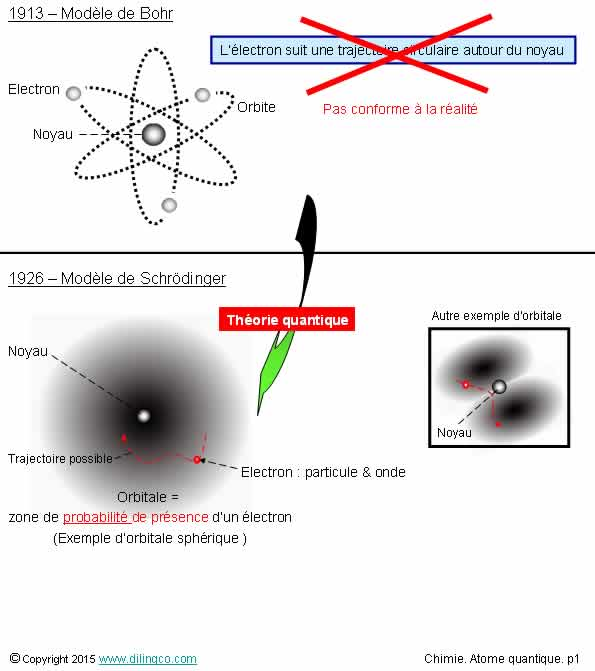 1913 – Modèle de Bohr
L'électron suit une trajectoire circulaire autour du noyau
Pas conforme à la réalité
Electron
Orbite
Noyau
1926 – Modèle de Schrödinger
Théorie quantique
Autre exemple d'orbitale
Noyau
Noyau
Trajectoire possible
Electron : particule & onde
Orbitale =
zone de probabilité de présence d'un électron
(Exemple d'orbitale sphérique )
© Copyright 2015 www.dilingco.com
Chimie. Atome quantique. p1